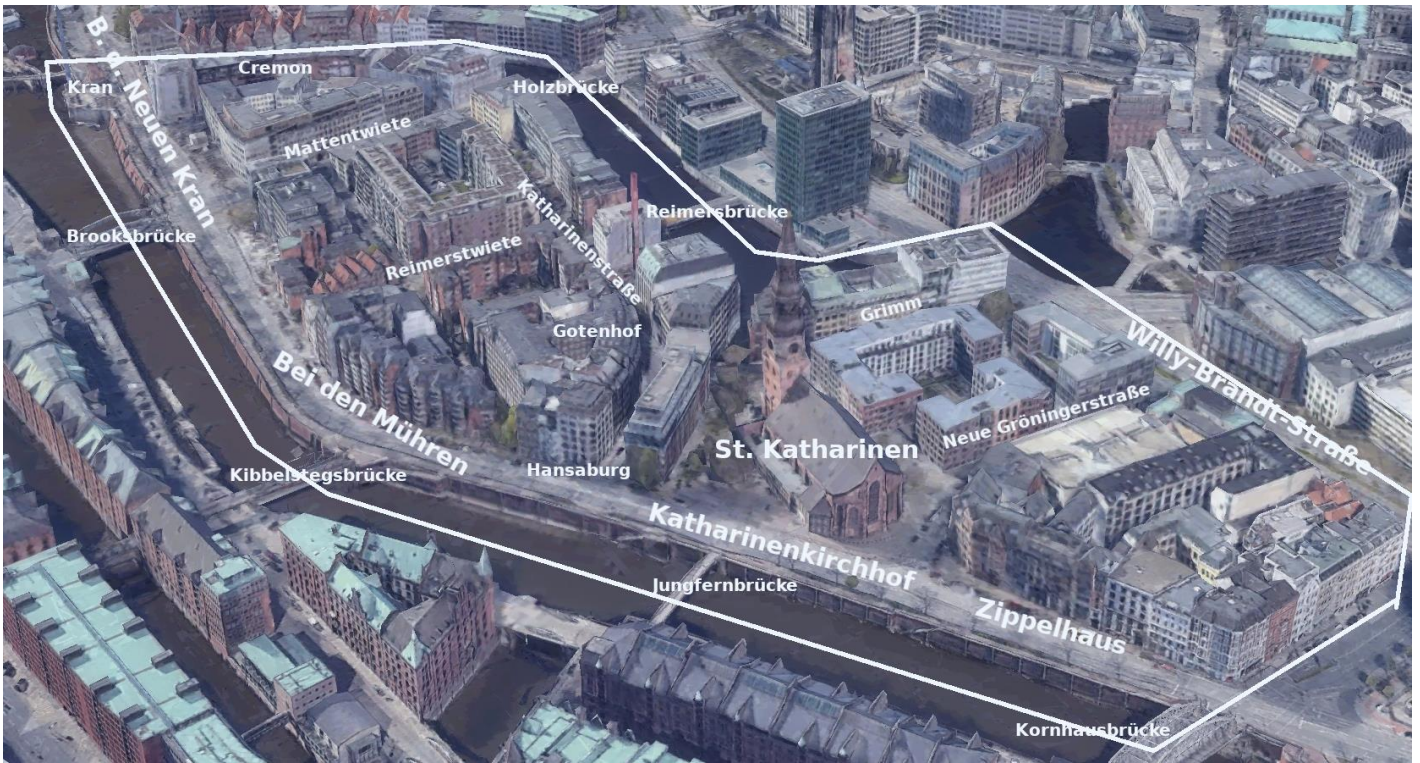 Cremon
Kran
B. d. Neuen Kran
Holzbrücke
Mattentwiete
Katharinenstraße
Reimersbrücke
Brooksbrücke
Reimerstwiete
Grimm
Gotenhof
Willy-Brandt-Straße
Bei den Mühren
Neue Gröningerstraße
St. Katharinen
Hansaburg
Kibbelstegsbrücke
Katharinenkirchhof
Jungfernbrücke
Zippelhaus
Kornhausbrücke